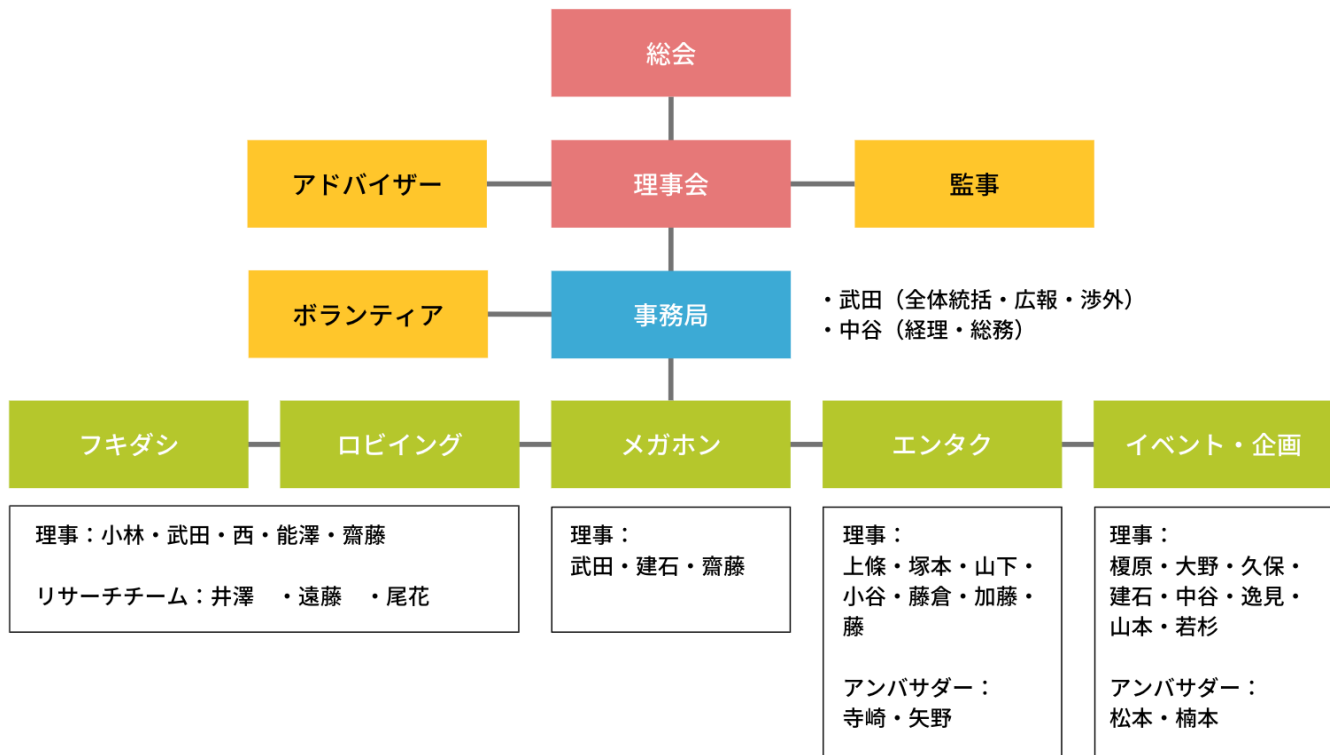 総会
アドバイザー
理事会
監事
ボランティア
事務局
・武田（全体統括・広報・渉外）
・中谷（経理・総務）
フキダシ
ロビイング
メガホン
エンタク
イベント・企画
理事：小林・武田・西・能澤・齋藤
リサーチチーム：井澤　・遠藤　・尾花
理事：
武田・建石・齋藤
理事：
上條・塚本・山下・
小谷・藤倉・加藤・
藤
アンバサダー：
寺崎・矢野
理事：
榎原・大野・久保・
建石・中谷・逸見・
山本・若杉
アンバサダー：
松本・楠本